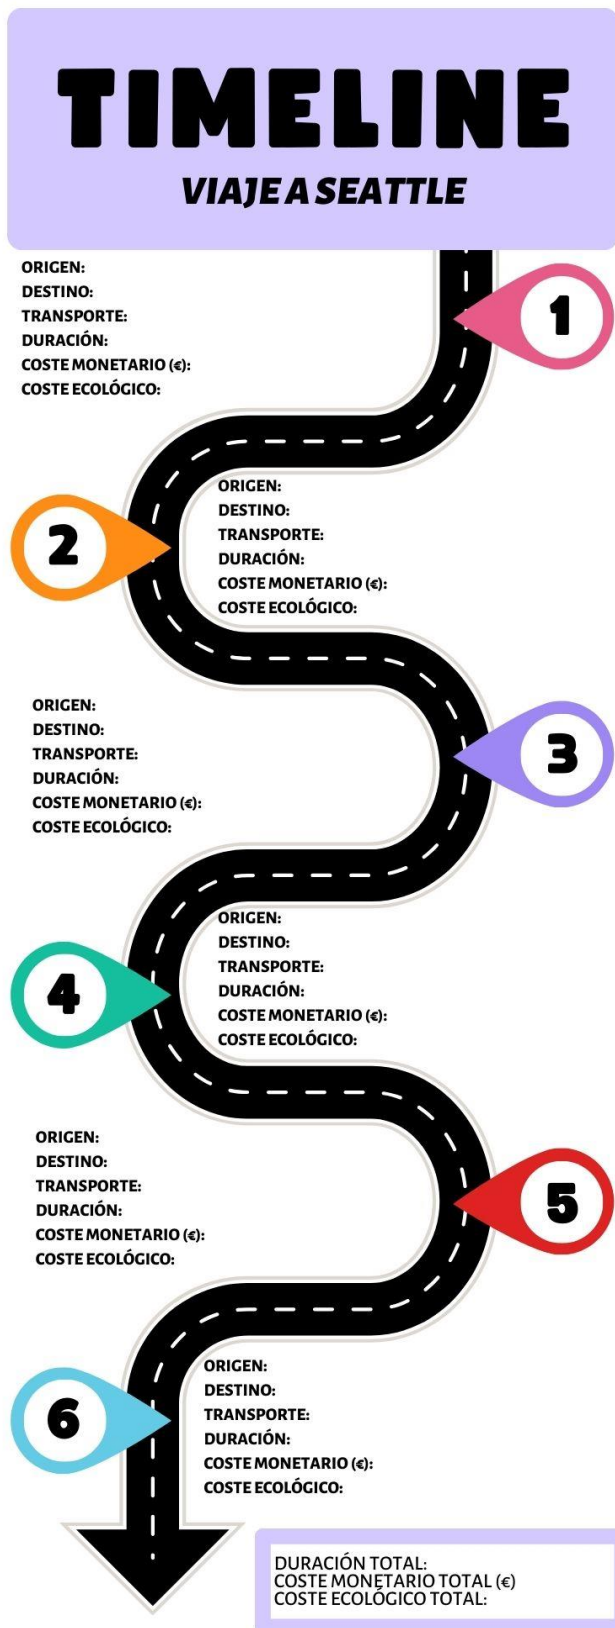 TIMELINE
VIAJE A SEATTLE
ORIGEN:
DESTINO:
TRANSPORTE:
DURACIÓN:
COSTE MONETARIO (€):
COSTE ECOLÓGICO:
1
2
ORIGEN:
DESTINO:
TRANSPORTE:
DURACIÓN:
COSTE MONETARIO (€):
COSTE ECOLÓGICO:
ORIGEN:
DESTINO:
TRANSPORTE:
DURACIÓN:
COSTE MONETARIO (€):
COSTE ECOLÓGICO:
3
4
ORIGEN:
DESTINO:
TRANSPORTE:
DURACIÓN:
COSTE MONETARIO (€):
COSTE ECOLÓGICO:
ORIGEN:
DESTINO:
TRANSPORTE:
DURACIÓN:
COSTE MONETARIO (€):
COSTE ECOLÓGICO:
5
6
ORIGEN:
DESTINO:
TRANSPORTE:
DURACIÓN:
COSTE MONETARIO (€):
COSTE ECOLÓGICO:
DURACIÓN TOTAL:
COSTE MONETARIO TOTAL (€)
COSTE ECOLÓGICO TOTAL: